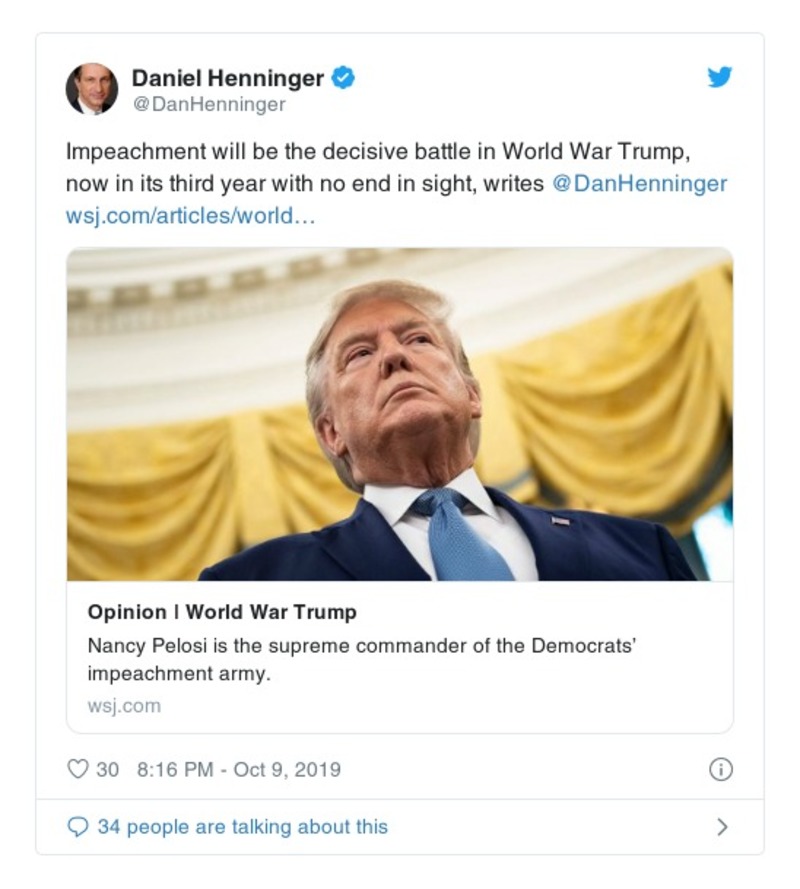 Daniel Henninger
@DanHenninger
Impeachment will be the decisive battle in World War Trump,
now in its third year with no end in sight, writes @DanHenninger
wsj.com/articles/world…
Opinion | World War Trump
Nancy Pelosi is the supreme commander of the Democrats’
impeachment army.
wsj.com
30 8:16 PM - Oct 9, 2019
34 people are talking about this